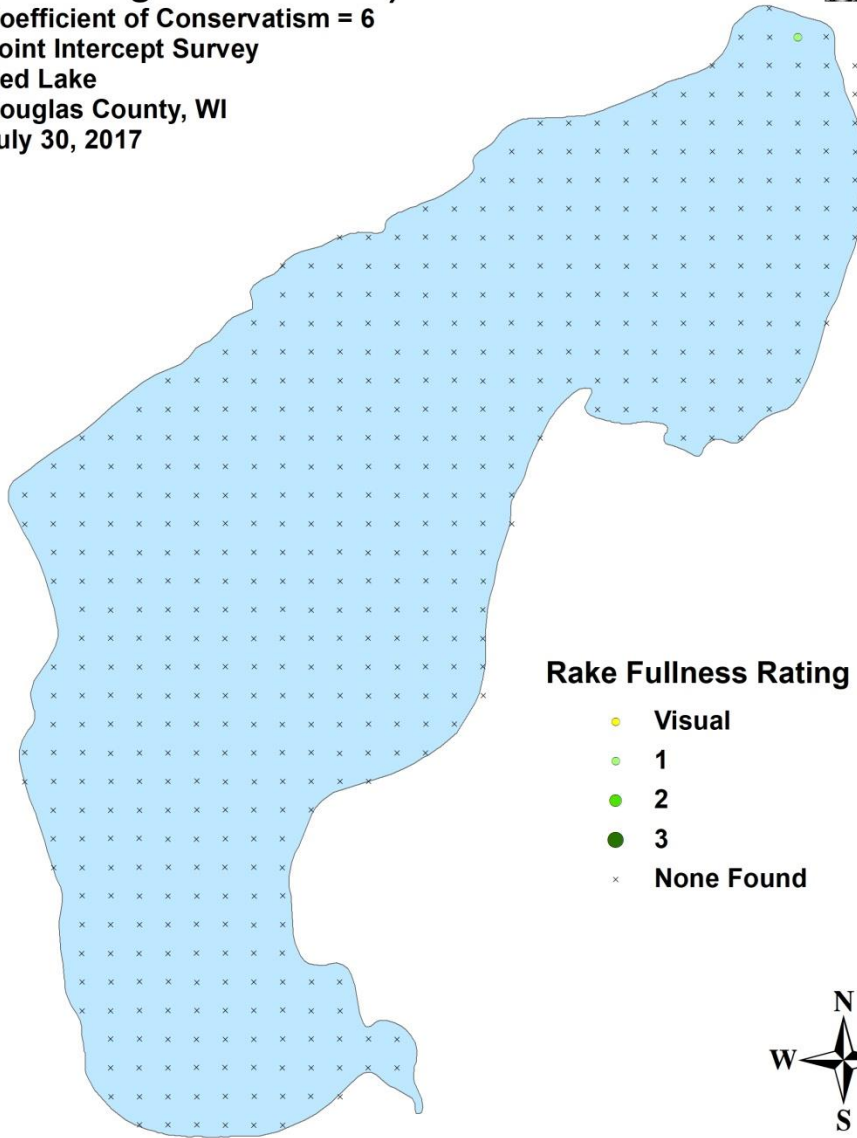 oefficient of Conservatism = 6
oint Intercept Survey
ed Lake
ouglas County, WI
uly 30, 2017
Rake Fullness Rating
Visual
1
2
3
None Found
N
W
S